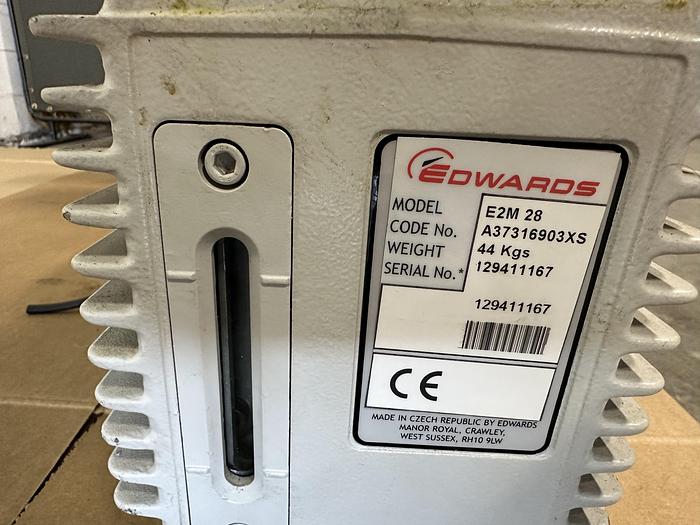 EDWARDS
MODEL E2M 28
CODE No. A37316903XS
WEIGHT 44 Kgs
SERIAL No.* 129411167
129411167
CE
MADE IN CZECH REPUBLIC BY EDWARDS
MANOR ROYAL, CRAWLEY,
WEST SUSSEX, RH10 9LW